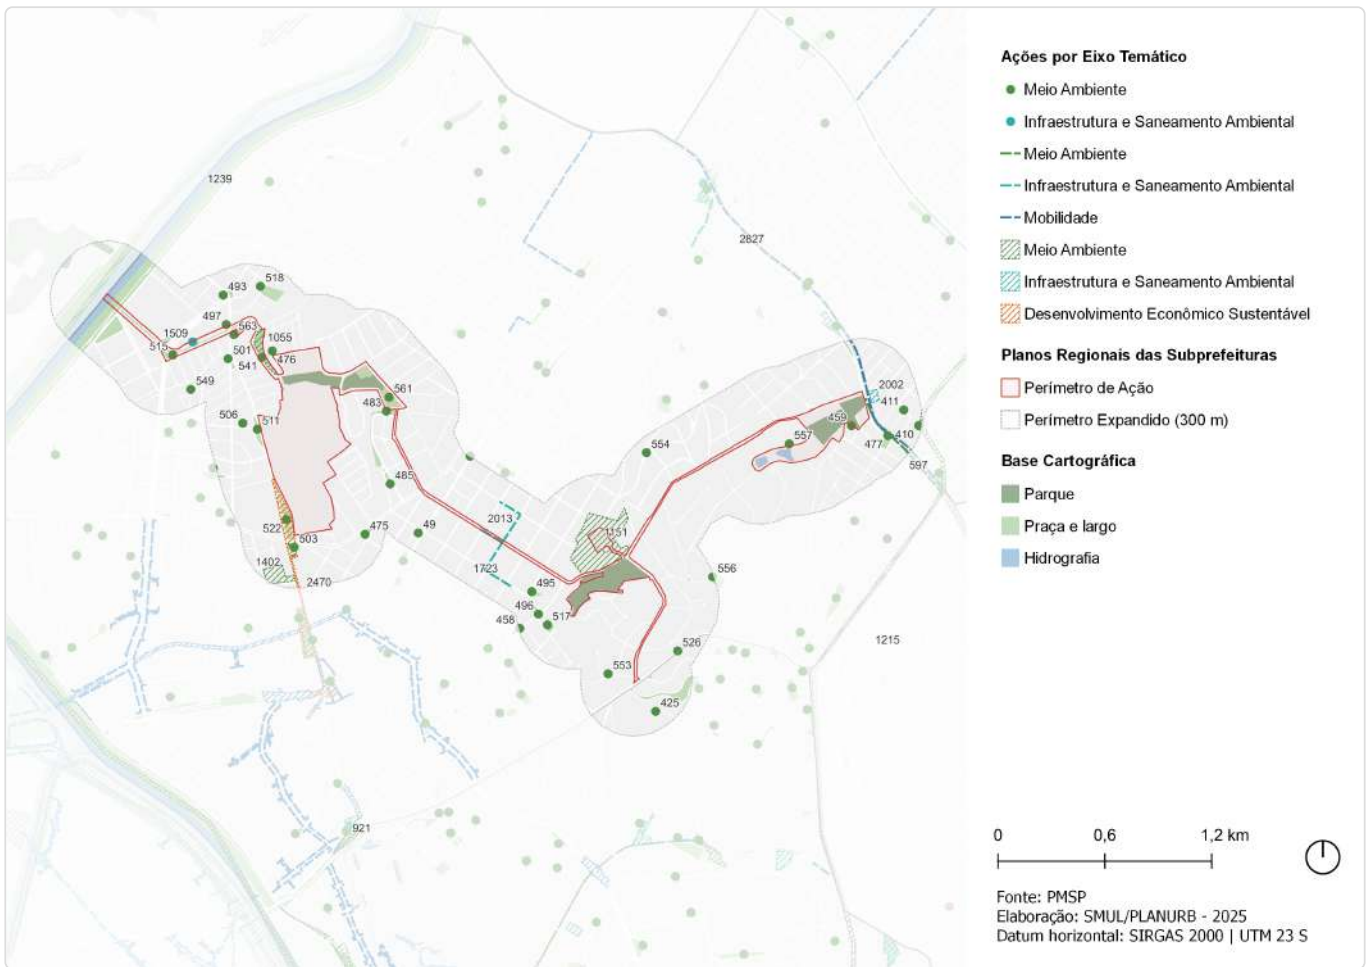 1239
2827
493
518
497
563
1509
1055
515
501
476
541
549
561
483
506
511
554
2002
411
459
557
477
410
597
485
522
2013
475
49
1151
503
1402
1723
2470
495
556
496
458
517
1215
526
553
425
921
Ações por Eixo Temático
Meio Ambiente
Infraestrutura e Saneamento Ambiental
Meio Ambiente
Infraestrutura e Saneamento Ambiental
Mobilidade
Meio Ambiente
Infraestrutura e Saneamento Ambiental
Desenvolvimento Econômico Sustentável
Planos Regionais das Subprefeituras
Perímetro de Ação
Perímetro Expandido (300 m)
Base Cartográfica
Parque
Praça e largo
Hidrografia
0 0,6 1,2 km
Fonte: PMSP
Elaboração: SMUL/PLANURB - 2025
Datum horizontal: SIRGAS 2000 | UTM 23 S